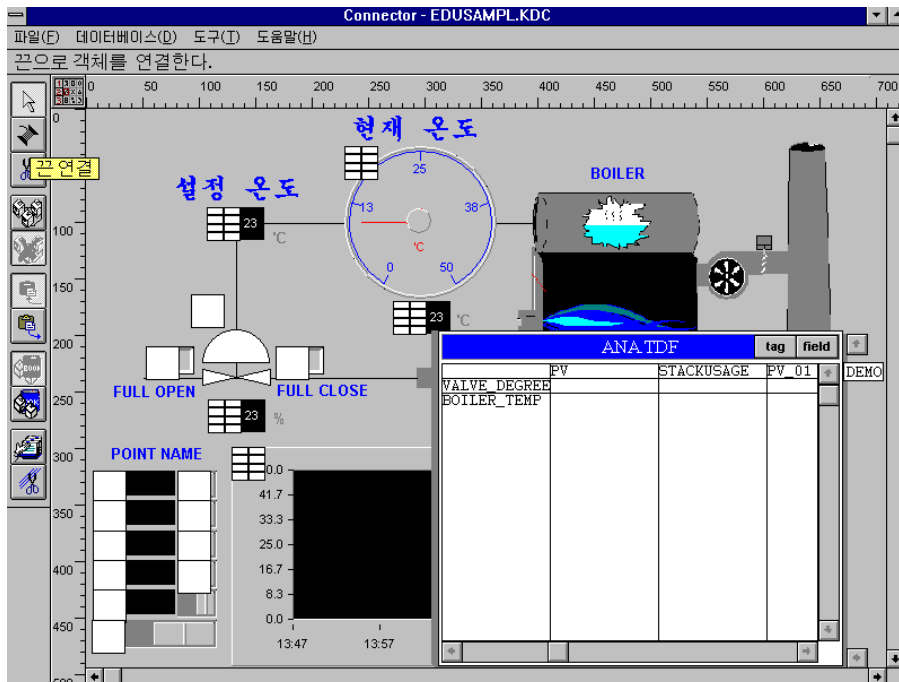 Connector - EDUSAMPL.KDC
파일(F) 데이터베이스(D) 도구(T) 도움말(H)
끈으로 객체를 연결한다.
0 50 100 150 200 250 300 350 400 450 500 550 600 650 700
0
현재 온도
끈 연결
25
BOILER
설정 온도
13
38
23
℃
100
℃
0
50
150
23
℃
200
ANA.TDF
tag
field
PV
STACKUSAGE
PV_01
DEMO
VALVE_DEGREE
FULL OPEN
FULL CLOSE
BOILER_TEMP
250
23
%
POINT NAME
300
0.0
41.7
350
33.3
25.0
400
16.7
8.3
0.0
450
13:47
13:57
500